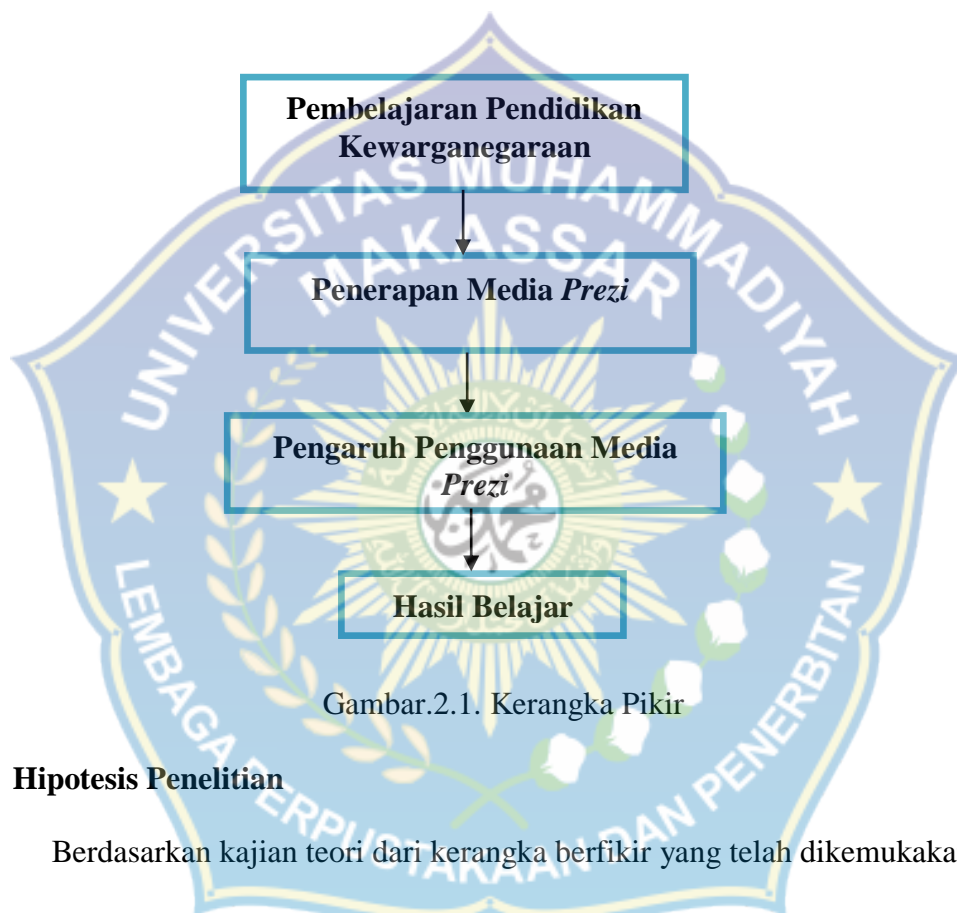 Pembelajaran Pendidikan
Kewarganegaraan
UNIVERSITAS MUHAMMADIYAH
MAKASSAR
Penerapan Media Prezi
Pengaruh Penggunaan Media
Prezi
Hasil Belajar
Gambar.2.1. Kerangka Pikir
LEMBAGA PERPUSTAKAAN DAN PENERBITAN
Hipotesis Penelitian
Berdasarkan kajian teori dari kerangka berfikir yang telah dikemukaka